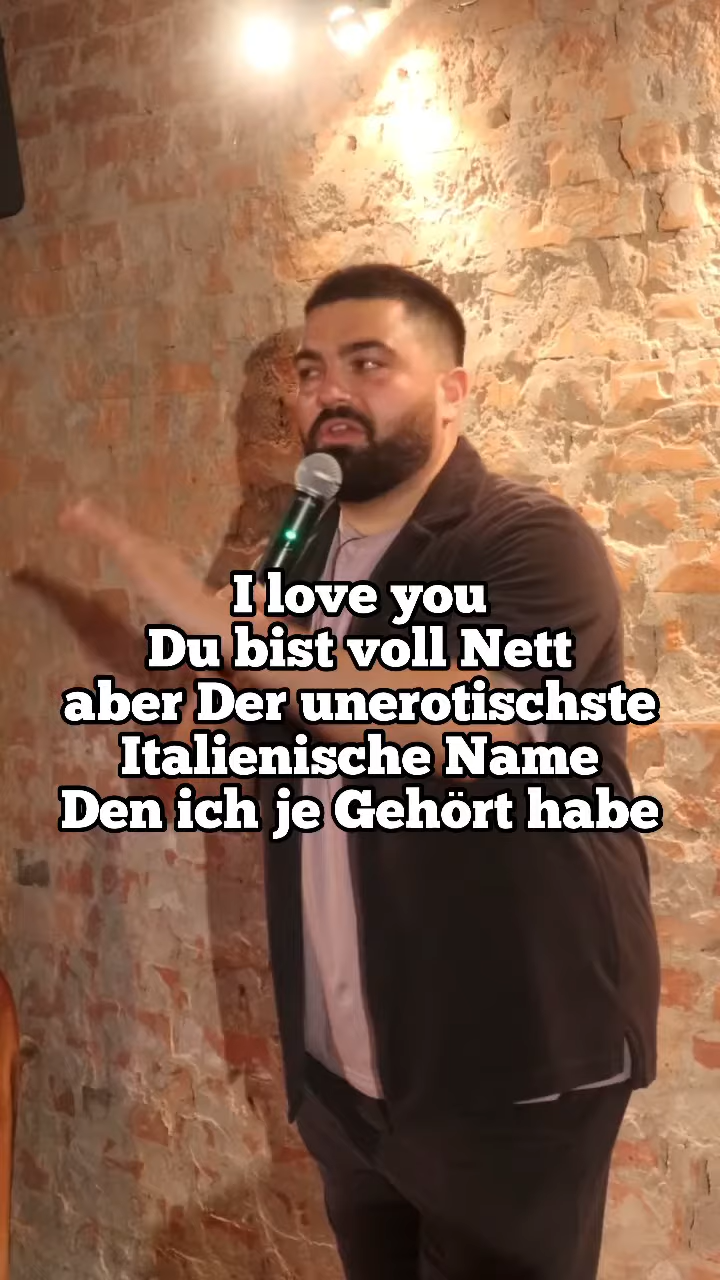 I love you
Du bist voll Nett
aber Der unerotischste
Italienische Name
Den ich je Gehört habe